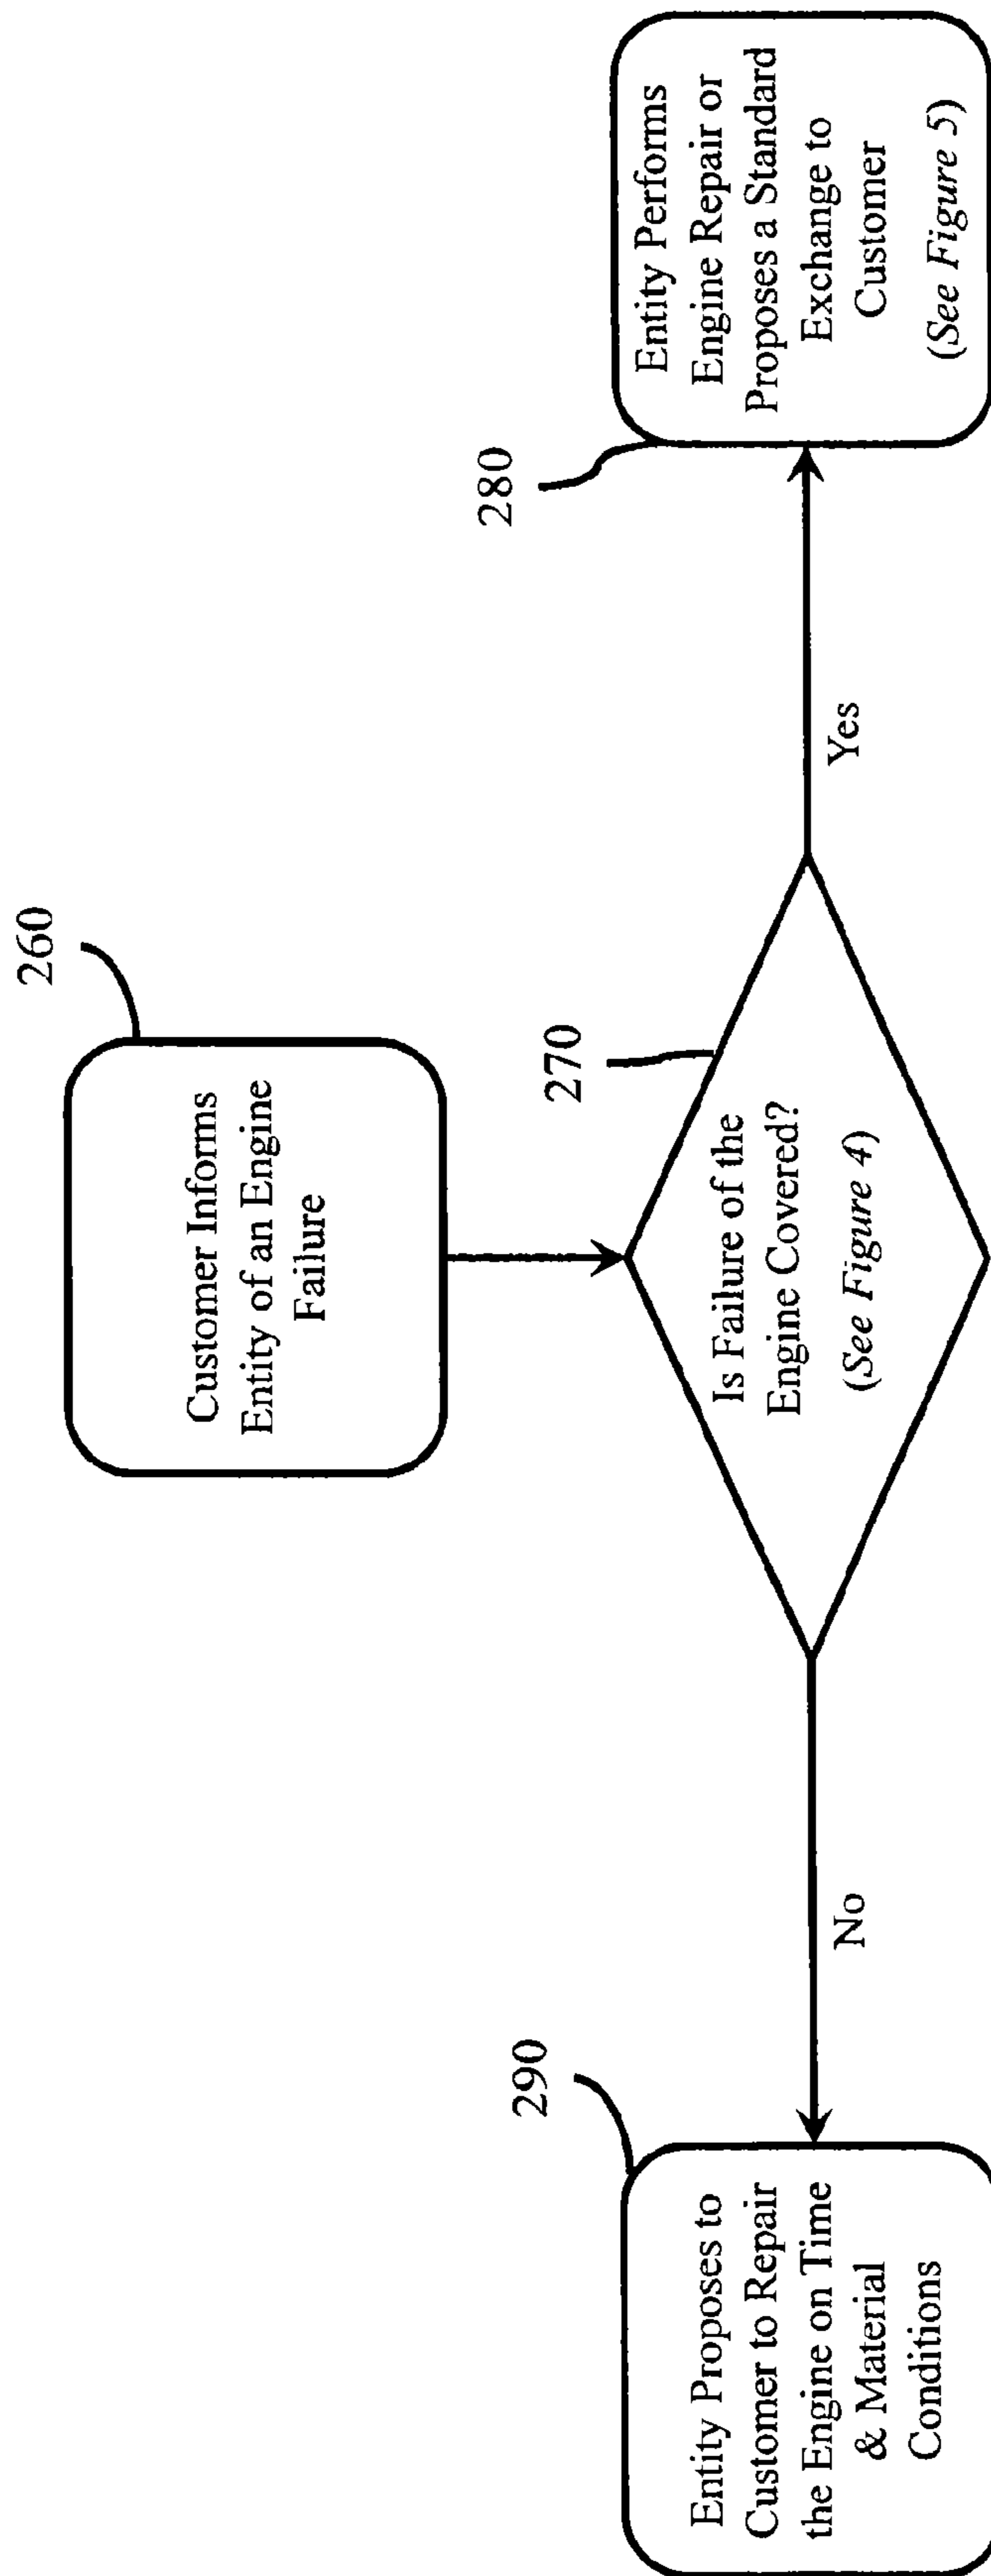 260
Customer Informs
Entity of an Engine
Failure
270
Is Failure of the
Engine Covered?
(See Figure 4)
No
Yes
290
Entity Proposes to
Customer to Repair
the Engine on Time
& Material
Conditions
280
Entity Performs
Engine Repair or
Proposes a Standard
Exchange to
Customer
(See Figure 5)